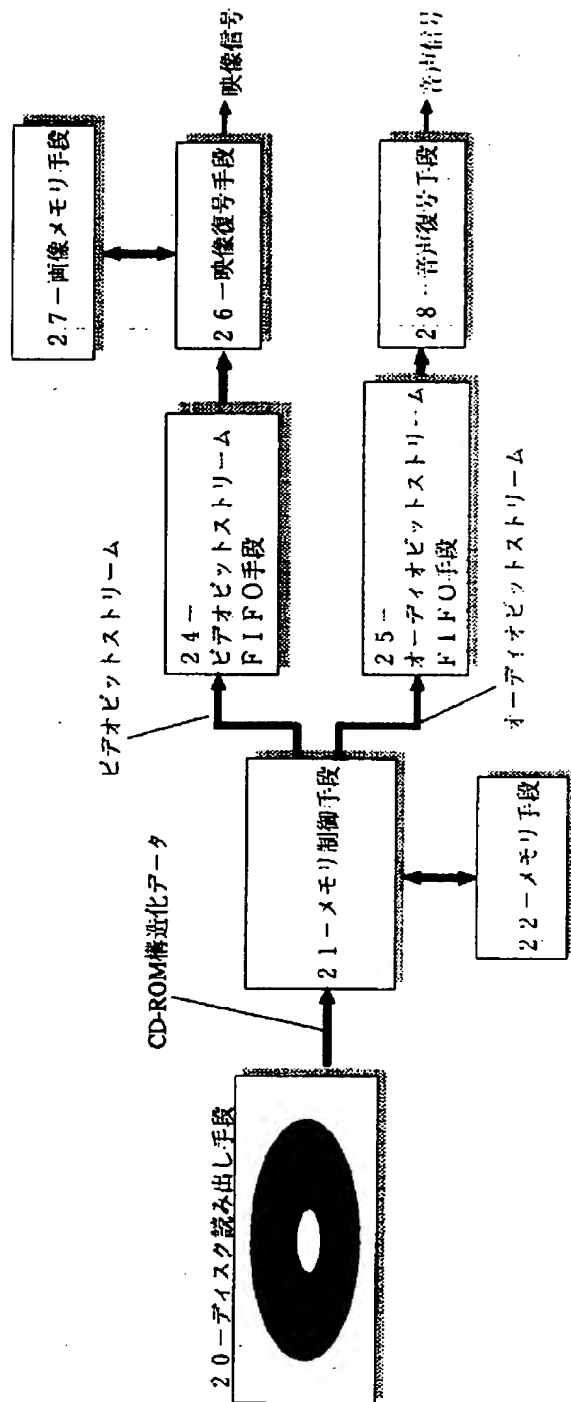 20-ディスク読み出し手段
CD-ROM構造化データ
21-メモリ制御手段
22-メモリ手段
ビデオビットストリーム
24-
ビデオビットストリーム
FIFO手段
25-
オーディオビットストリーム
FIFO手段
オーディオビットストリーム
27-画像メモリ手段
26-映像復号手段
映像信号
28-音声復号手段
音声信号